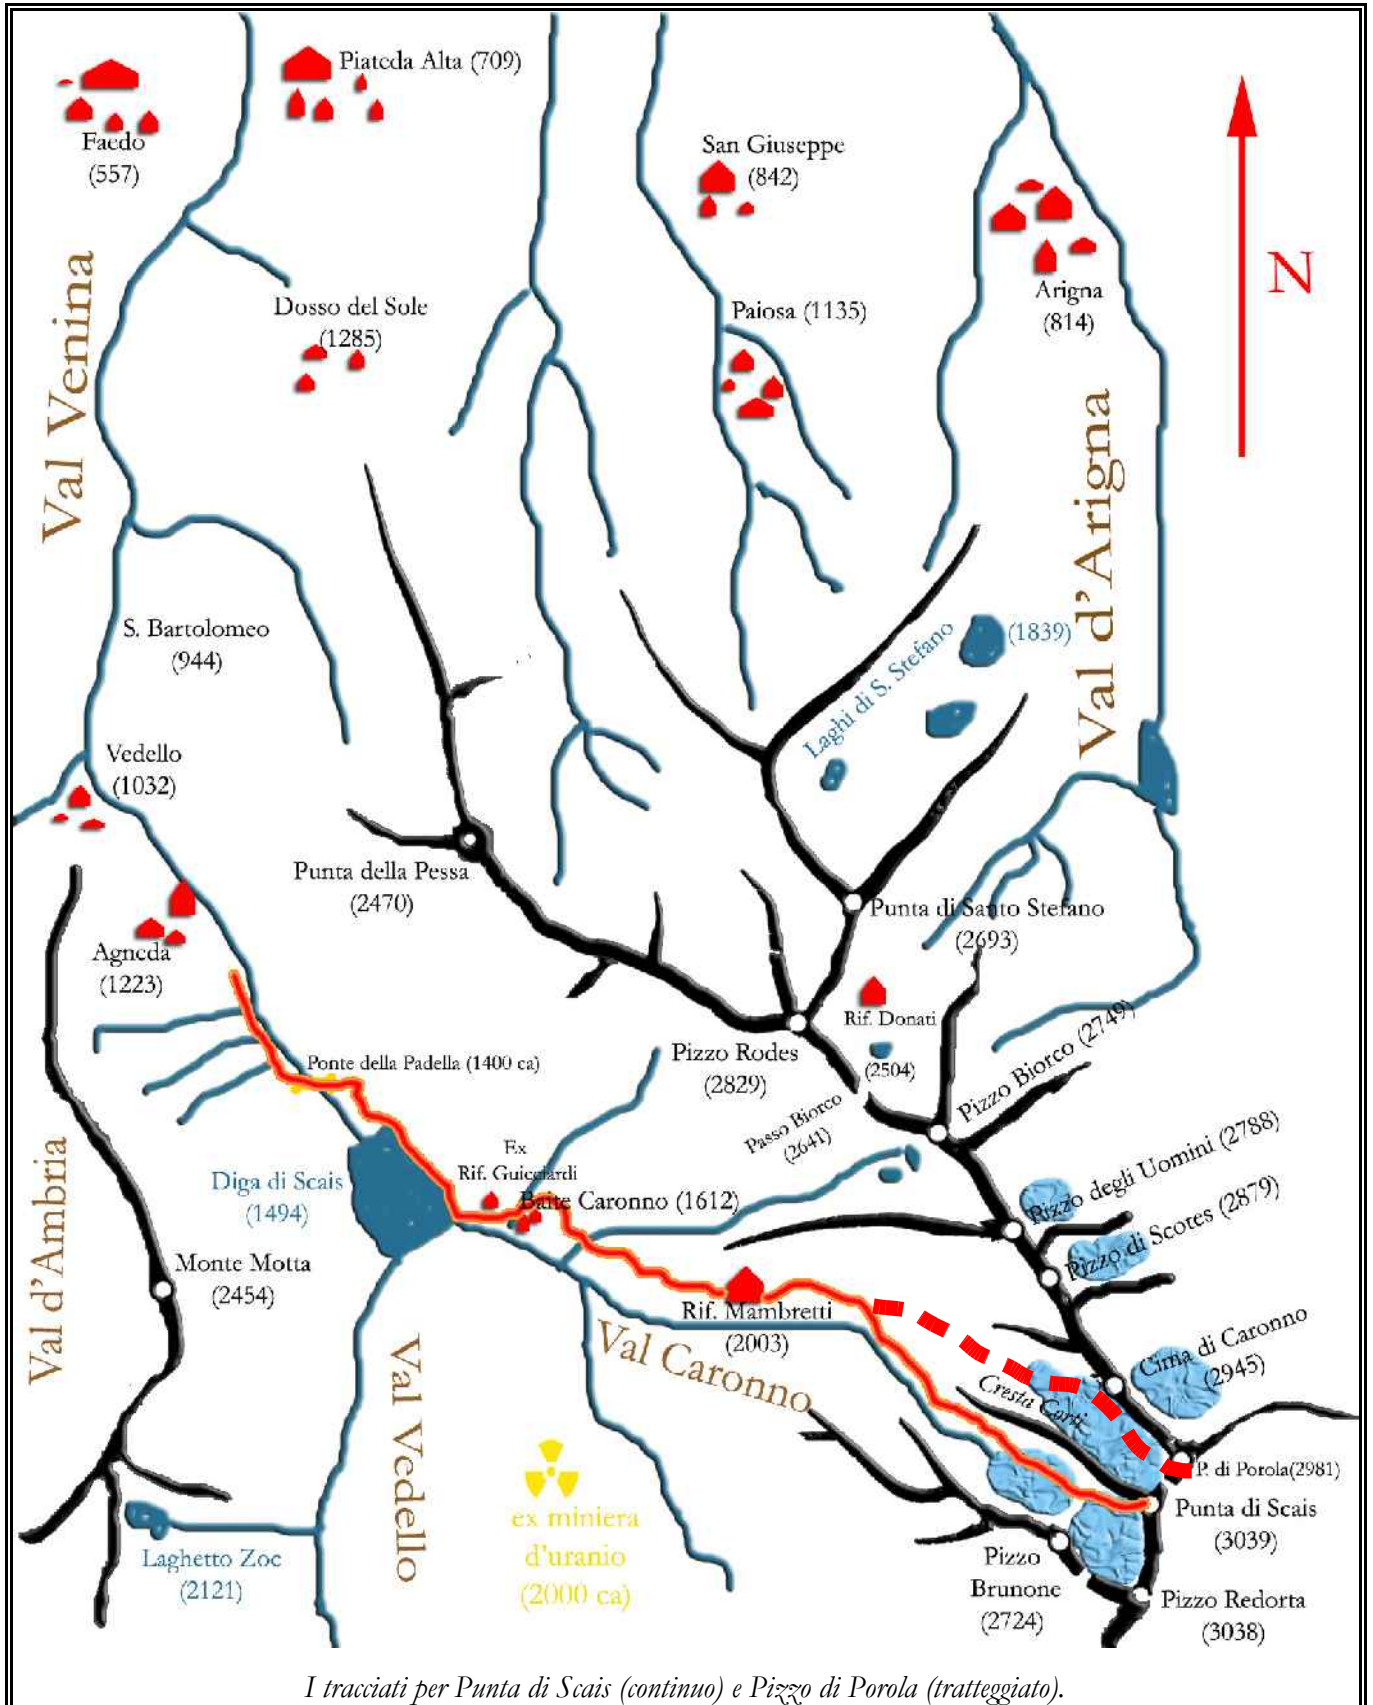 Piateda Alta (709)
Faedo
(557)
San Giuseppe
(842)
N
Val Venina
Dosso del Sole
(1285)
Paiosa (1135)
Arigna
(814)
Val d'Arigna
S. Bartolomeo
(944)
Laghi di S. Stefano
(1839)
Vedello
(1032)
Punta della Pessa
(2470)
Punta di Santo Stefano
(2693)
Agneda
(1223)
Rif. Donati
(2504)
Pizzo Rodes
(2829)
Pizzo Biorco (2749)
Ponte della Padella (1400 ca)
Passo Biorco
(2641)
Val d'Ambria
Diga di Scais
(1494)
Ex
Rif. Guicciardi
Baite Caronno (1612)
Pizzo degli Uomini (2788)
Pizzo di Scotes (2879)
Monte Motta
(2454)
Rif. Mambretti
(2003)
Val Caronno
Val Vedello
Cima di Caronno
(2945)
Cresta Corti
P. di Porola(2981)
Punta di Scais
(3039)
ex miniera
d'uranio
(2000 ca)
Laghetto Zoc
(2121)
Pizzo
Brunone
(2724)
Pizzo Redorta
(3038)
I tracciati per Punta di Scais (continuo) e Pizzo di Porola (tratteggiato).